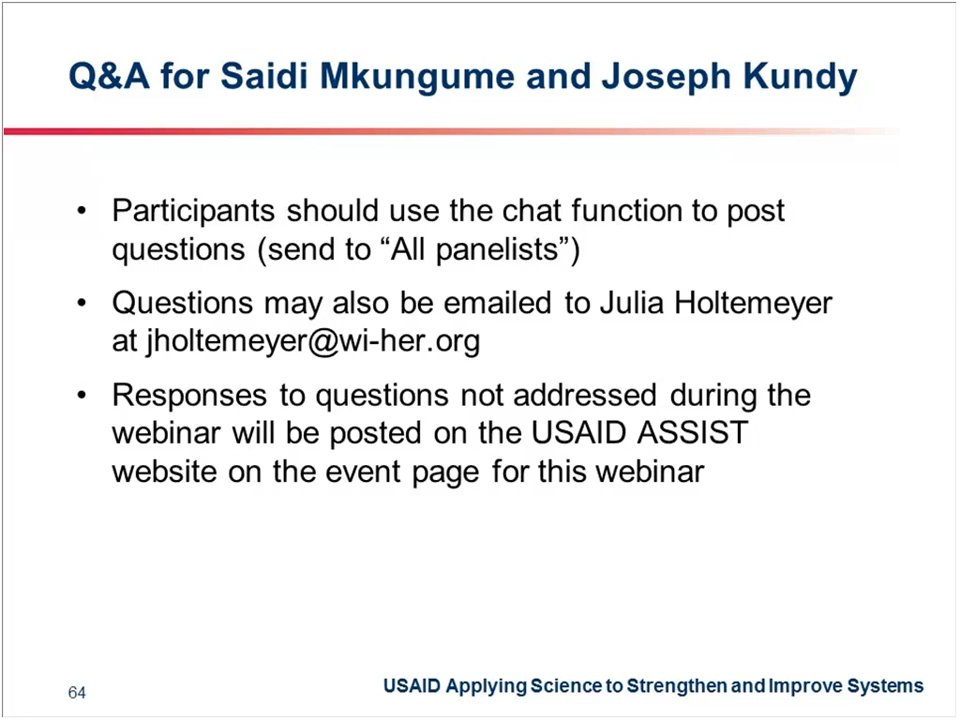 Q&A for Saidi Mkungume and Joseph Kundy
• Participants should use the chat function to post
questions (send to “All panelists”)
• Questions may also be emailed to Julia Holtemeyer
at jholtemeyer@wi-her.org
• Responses to questions not addressed during the
webinar will be posted on the USAID ASSIST
website on the event page for this webinar
64
USAID Applying Science to Strengthen and Improve Systems